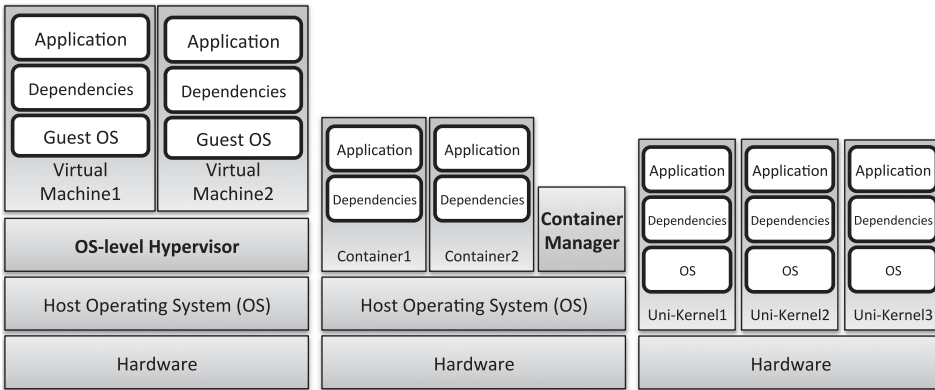 Application
Dependencies
Guest OS
Virtual
Machine1
Application
Dependencies
Guest OS
Virtual
Machine2
OS-level Hypervisor
Host Operating System (OS)
Hardware
Application
Dependencies
Container1
Application
Dependencies
Container2
Container
Manager
Host Operating System (OS)
Hardware
Application
Dependencies
OS
Uni-Kernel1
Application
Dependencies
OS
Uni-Kernel2
Application
Dependencies
OS
Uni-Kernel3
Hardware